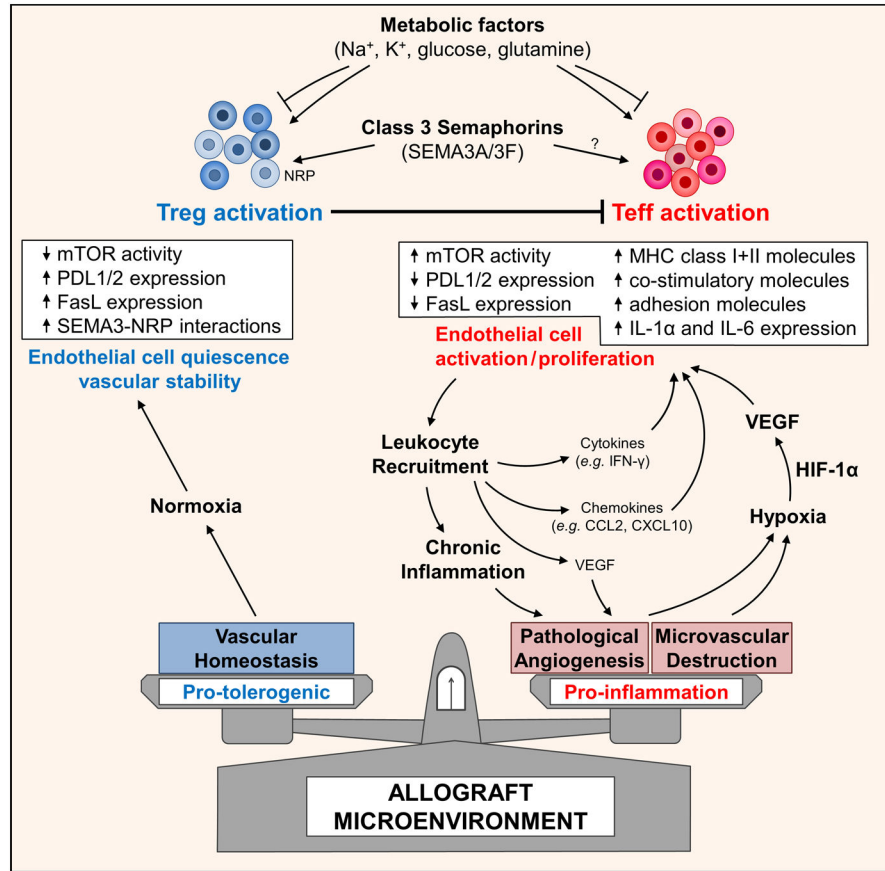 Metabolic factors
(Na⁺, K⁺, glucose, glutamine)
Class 3 Semaphorins
(SEMA3A/3F)
NRP
?
Treg activation
Teff activation
↓ mTOR activity
↑ PDL1/2 expression
↑ FasL expression
↑ SEMA3-NRP interactions
Endothelial cell quiescence
vascular stability
↑ mTOR activity
↓ PDL1/2 expression
↓ FasL expression
↑ MHC class I+II molecules
↑ co-stimulatory molecules
↑ adhesion molecules
↑ IL-1α and IL-6 expression
Endothelial cell
activation/proliferation
Leukocyte
Recruitment
Cytokines
(e.g. IFN-γ)
Chemokines
(e.g. CCL2, CXCL10)
VEGF
VEGF
HIF-1α
Hypoxia
Normoxia
Chronic
Inflammation
Vascular
Homeostasis
Pro-tolerogenic
Pathological
Angiogenesis
Microvascular
Destruction
Pro-inflammation
ALLOGRAFT
MICROENVIRONMENT